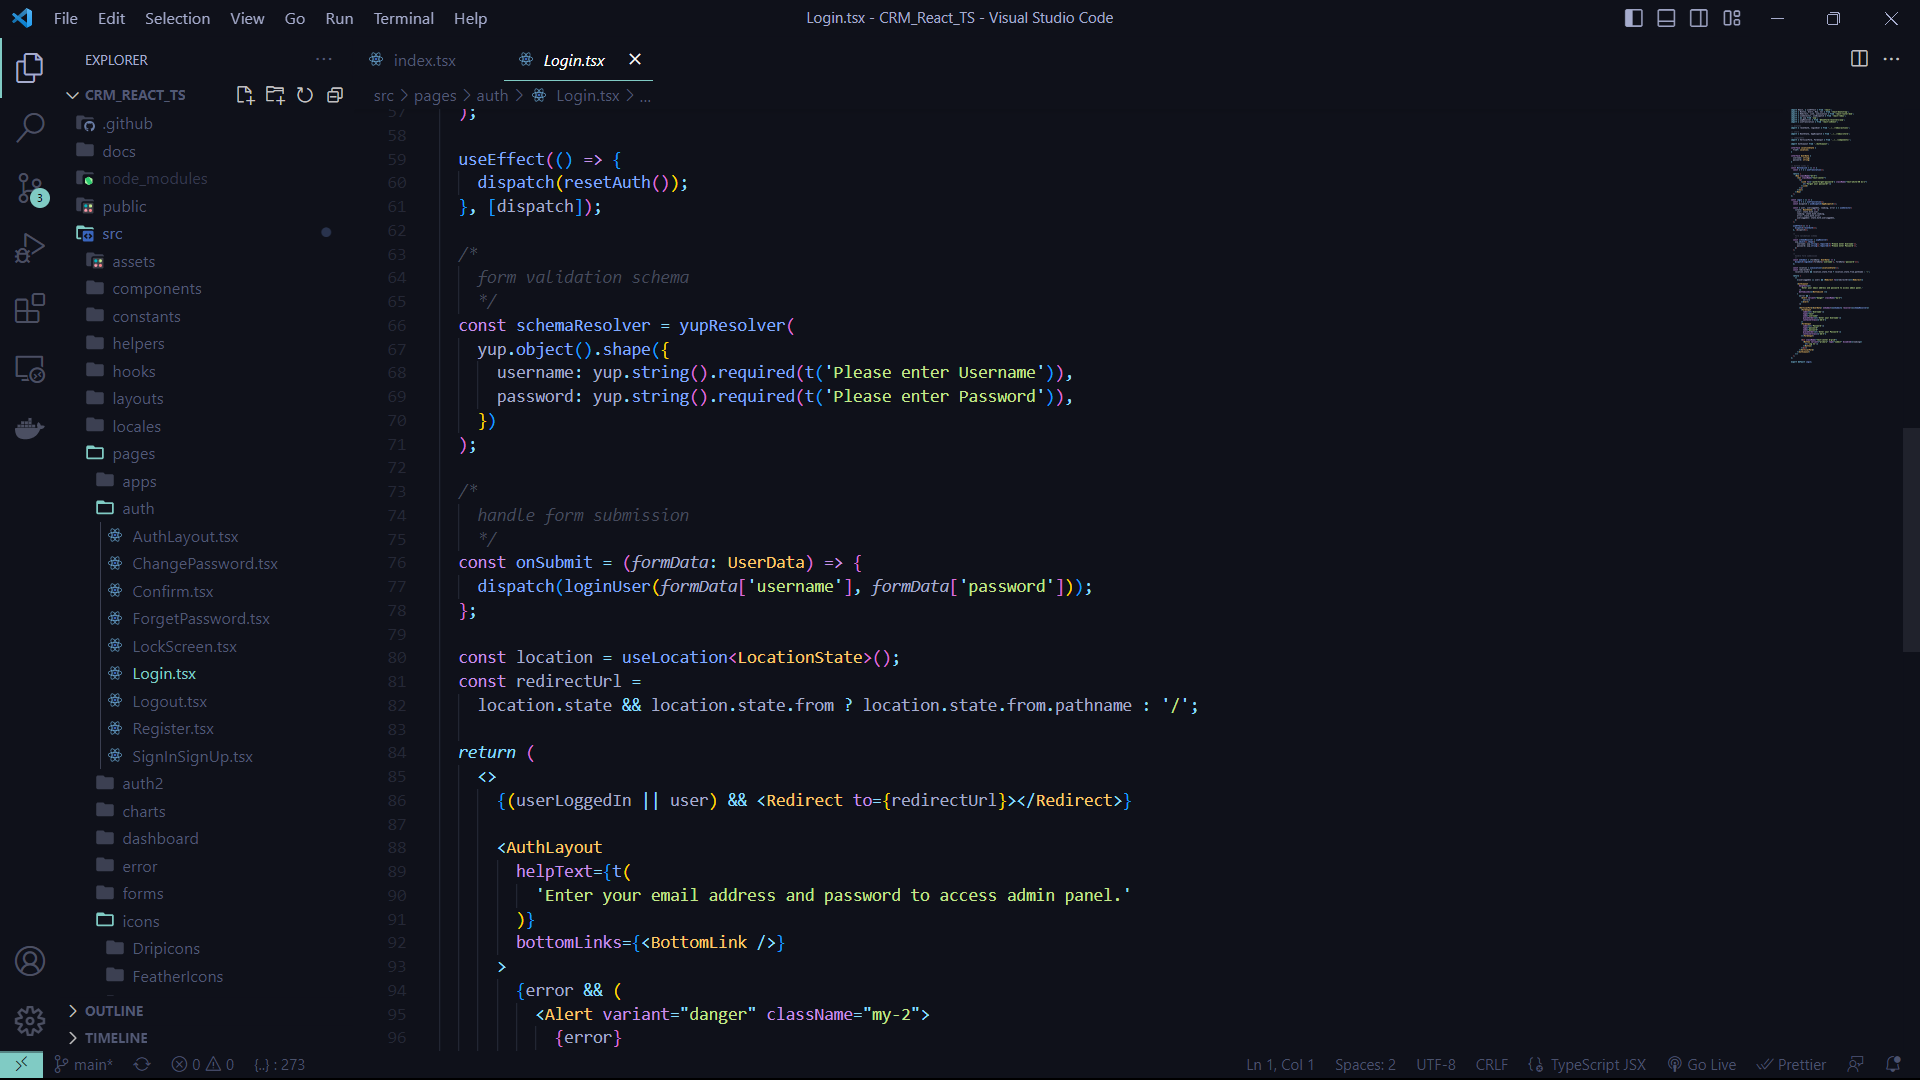 File Edit Selection View Go Run Terminal Help
Login.tsx - CRM_React_TS - Visual Studio Code
EXPLORER
CRM_REACT_TS
.github
docs
node_modules
public
src
assets
components
constants
helpers
hooks
layouts
locales
pages
apps
auth
AuthLayout.tsx
ChangePassword.tsx
Confirm.tsx
ForgetPassword.tsx
LockScreen.tsx
Login.tsx
Logout.tsx
Register.tsx
SignInSignUp.tsx
auth2
charts
dashboard
error
forms
icons
Dripicons
FeatherIcons
OUTLINE
TIMELINE
3
index.tsx Login.tsx
src > pages > auth > Login.tsx > ...
57 );
58
59 useEffect(() => {
60 dispatch(resetAuth());
61 }, [dispatch]);
62
63 /*
64 form validation schema
65 */
66 const schemaResolver = yupResolver(
67 yup.object().shape({
68 username: yup.string().required(t('Please enter Username')),
69 password: yup.string().required(t('Please enter Password')),
70 })
71 );
72
73 /*
74 handle form submission
75 */
76 const onSubmit = (formData: UserData) => {
77 dispatch(loginUser(formData['username'], formData['password']));
78 };
79
80 const location = useLocation<LocationState>();
81 const redirectUrl =
82 location.state && location.state.from ? location.state.from.pathname : '/';
83
84 return (
85 <>
86 {(userLoggedIn || user) && <Redirect to={redirectUrl}></Redirect>}
87
88 <AuthLayout
89 helpText={t(
90 'Enter your email address and password to access admin panel.'
91 )}
92 bottomLinks={<BottomLink />}
93 >
94 {error && (
95 <Alert variant="danger" className="my-2">
96 {error}
main* 0 0 {..} : 273
Ln 1, Col 1 Spaces: 2 UTF-8 CRLF TypeScript JSX Go Live Prettier